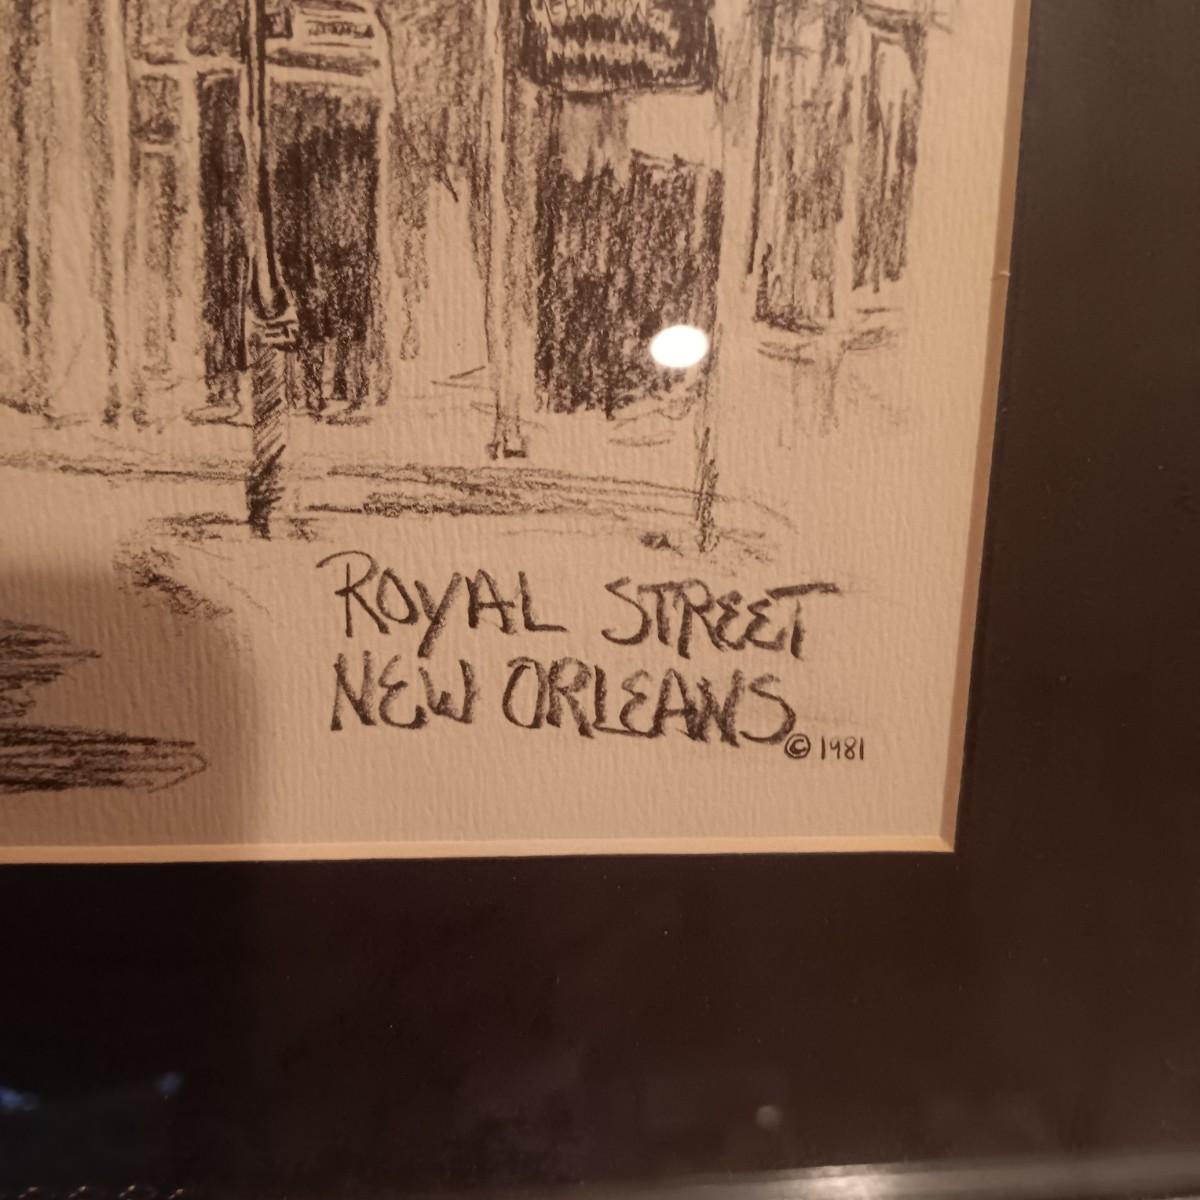 ROYAL STREET
NEW ORLEANS
© 1981